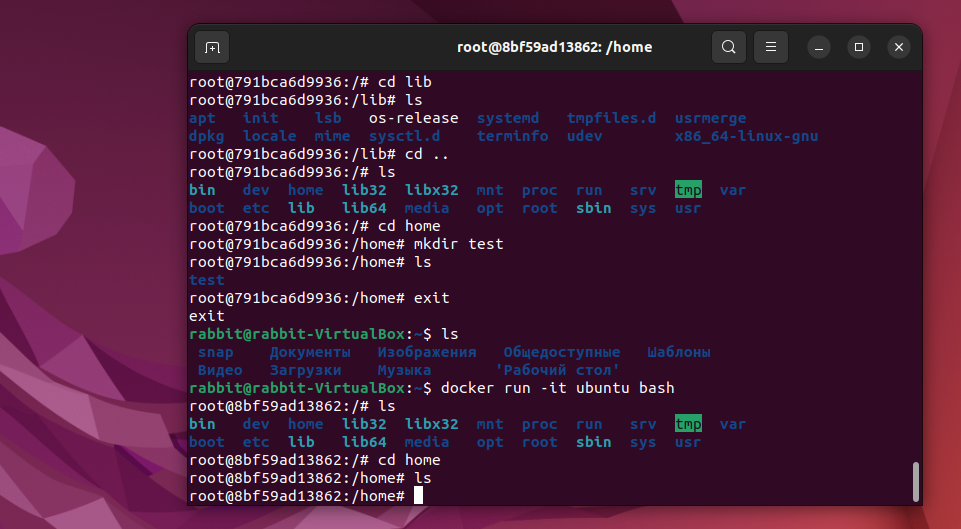 root@8bf59ad13862: /home
root@791bca6d9936:/# cd lib
root@791bca6d9936:/lib# ls
apt   init    lsb   os-release  systemd   tmpfiles.d  usrmerge
dpkg  locale  mime  sysctl.d    terminfo  udev        x86_64-linux-gnu
root@791bca6d9936:/lib# cd ..
root@791bca6d9936:/# ls
bin   dev  home  lib32  libx32  mnt  proc  run   srv  tmp  var
boot  etc  lib   lib64  media   opt  root  sbin  sys  usr
root@791bca6d9936:/# cd home
root@791bca6d9936:/home# mkdir test
root@791bca6d9936:/home# ls
test
root@791bca6d9936:/home# exit
exit
rabbit@rabbit-VirtualBox:~$ ls
snap    Документы   Изображения   Общедоступные   Шаблоны
Видео   Загрузки    Музыка       'Рабочий стол'
rabbit@rabbit-VirtualBox:~$ docker run -it ubuntu bash
root@8bf59ad13862:/# ls
bin   dev  home  lib32  libx32  mnt  proc  run   srv  tmp  var
boot  etc  lib   lib64  media   opt  root  sbin  sys  usr
root@8bf59ad13862:/# cd home
root@8bf59ad13862:/home# ls
root@8bf59ad13862:/home#